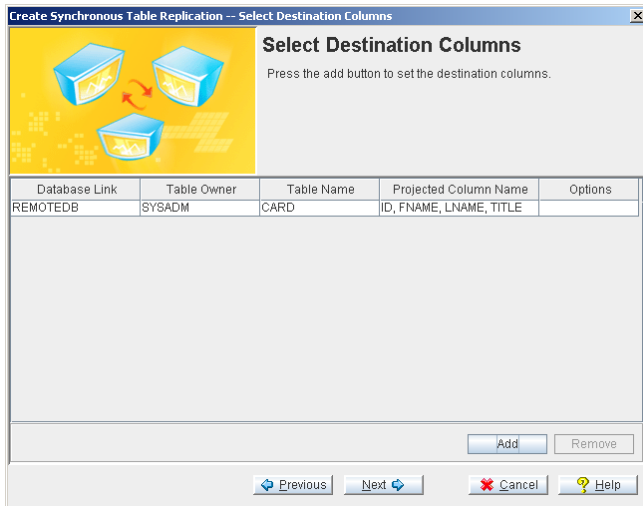 Create Synchronous Table Replication -- Select Destination Columns
Select Destination Columns
Press the add button to set the destination columns.
Database Link Table Owner Table Name Projected Column Name Options
REMOTEDB SYSADM CARD ID, FNAME, LNAME, TITLE
Add Remove
Previous Next Cancel Help